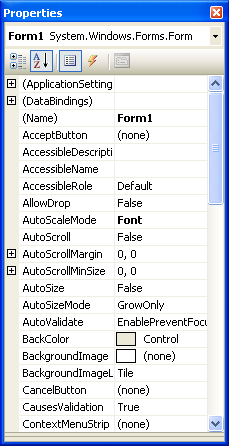 Properties
Form1 System.Windows.Forms.Form
A Z
(ApplicationSetting
(DataBindings)
(Name) Form1
AcceptButton (none)
AccessibleDescripti
AccessibleName
AccessibleRole Default
AllowDrop False
AutoScaleMode Font
AutoScroll False
AutoScrollMargin 0, 0
AutoScrollMinSize 0, 0
AutoSize False
AutoSizeMode GrowOnly
AutoValidate EnablePreventFocu
BackColor Control
BackgroundImage (none)
BackgroundImageL Tile
CancelButton (none)
CausesValidation True
ContextMenuStrip (none)